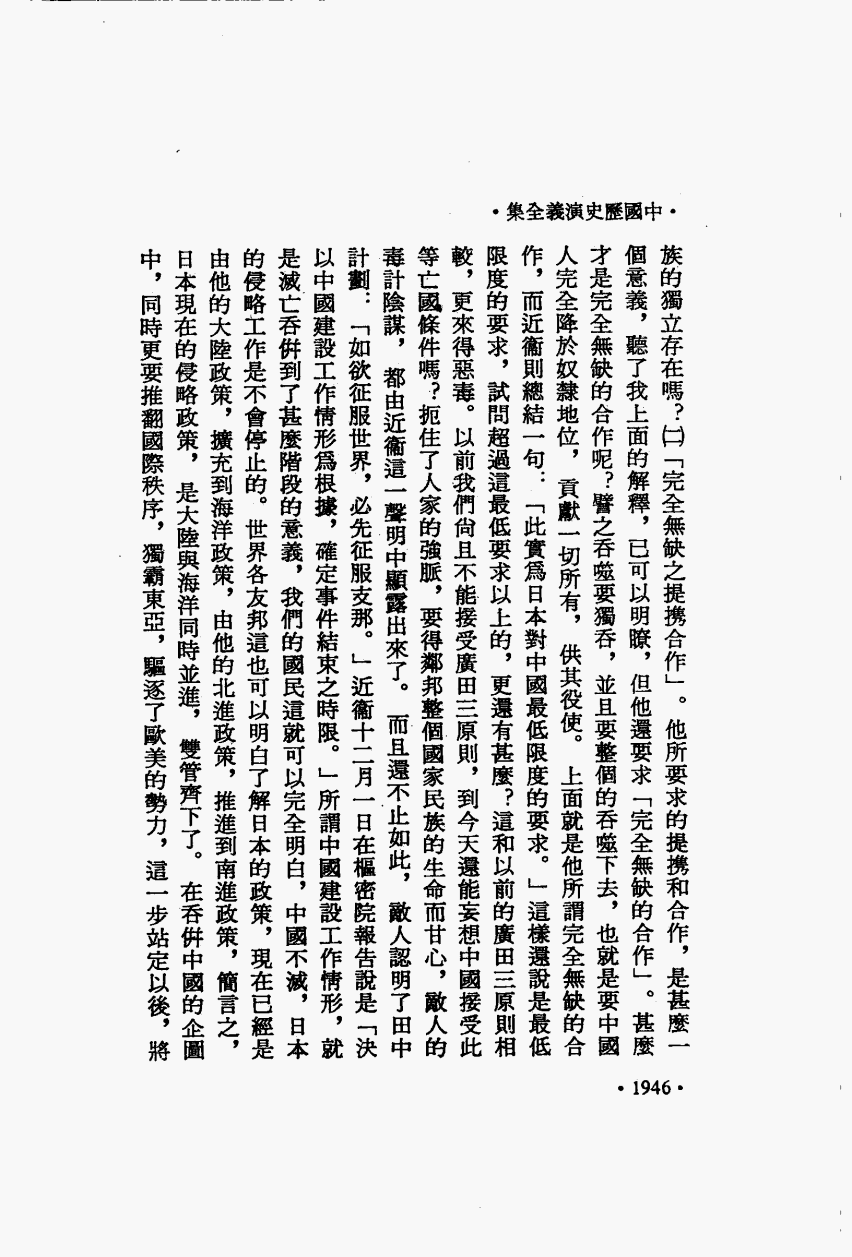 •中國歷史演義全集•
族的獨立存在嗎？㈡「完全無缺之提携合作」。他所要求的提携和合作，是甚麼一
個意義，聽了我上面的解釋，已可以明瞭，但他還要求「完全無缺的合作」。甚麼
才是完全無缺的合作呢？譬之吞噬要獨吞，並且要整個的吞噬下去，也就是要中國
人完全降於奴隸地位，貢獻一切所有，供其役使。上面就是他所謂完全無缺的合
作，而近衞則總結一句：「此實爲日本對中國最低限度的要求。」這樣還說是最低
限度的要求，試問超過這最低要求以上的，更還有甚麼？這和以前的廣田三原則相
較，更來得惡毒。以前我們尙且不能接受廣田三原則，到今天還能妄想中國接受此
等亡國條件嗎？扼住了人家的強脈，要得鄰邦整個國家民族的生命而甘心，敵人的
毒計陰謀，都由近衞這一聲明中顯露出來了。而且還不止如此，敵人認明了田中
計劃：「如欲征服世界，必先征服支那。」近衞十二月一日在樞密院報告說是「決
以中國建設工作情形爲根據，確定事件結束之時限。」所謂中國建設工作情形，就
是滅亡吞併到了甚麼階段的意義，我們的國民這就可以完全明白，中國不滅，日本
的侵略工作是不會停止的。世界各友邦這也可以明白了解日本的政策，現在已經是
由他的大陸政策，擴充到海洋政策，由他的北進政策，推進到南進政策，簡言之，
日本現在的侵略政策，是大陸與海洋同時並進，雙管齊下了。在吞併中國的企圖
中，同時更要推翻國際秩序，獨霸東亞，驅逐了歐美的勢力，這一步站定以後，將
•1946•